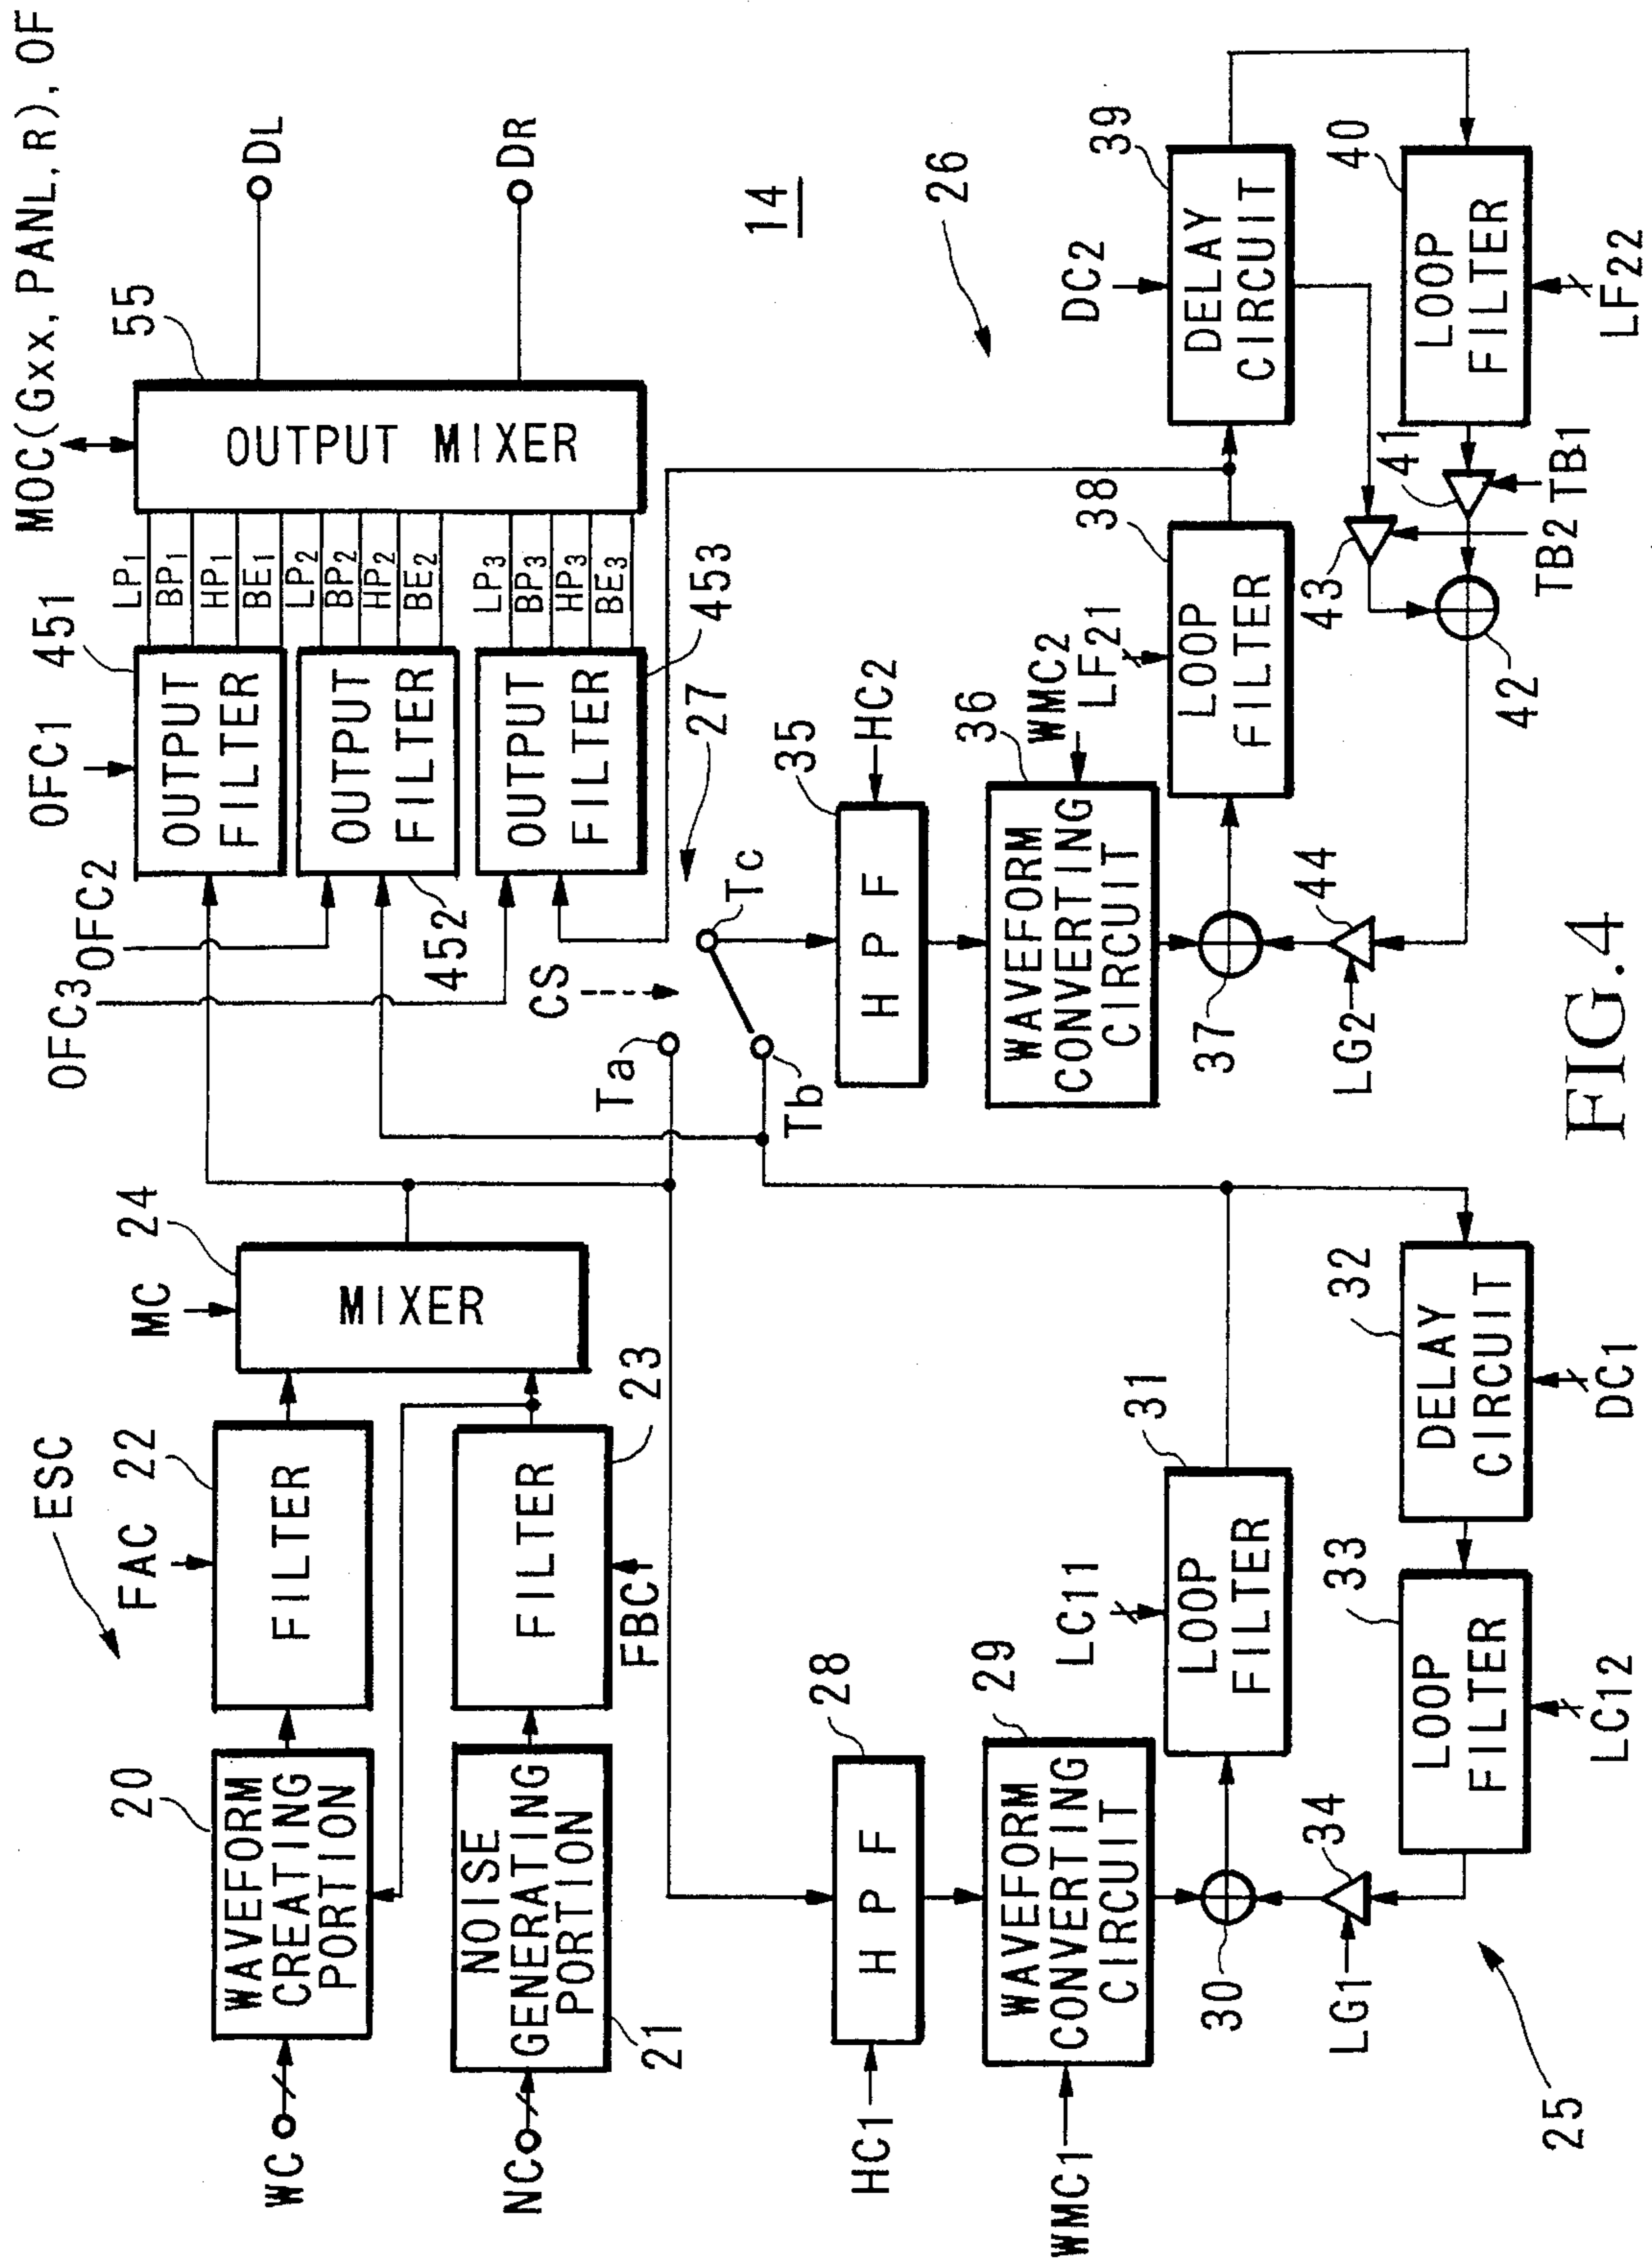 MOC(Gxx, PANL, R), OF
ESC
WC
20
WAVEFORM
CREATING
PORTION
FAC
22
FILTER
MC
24
MIXER
NC
21
NOISE
GENERATING
PORTION
FILTER
23
FBC1
OFC1
451
OUTPUT
FILTER
OFC2
OUTPUT
FILTER
452
OFC3
OUTPUT
FILTER
453
LP1
BP1
HP1
BE1
LP2
BP2
HP2
BE2
LP3
BP3
HP3
BE3
55
OUTPUT MIXER
DL
DR
14
CS
Ta
Tb
Tc
27
HC1
28
HPF
WMC1
29
WAVEFORM
CONVERTING
CIRCUIT
30
LC11
31
LOOP
FILTER
32
DELAY
CIRCUIT
DC1
33
LOOP
FILTER
LC12
34
LG1
25
35
HPF
HC2
36
WAVEFORM
CONVERTING
CIRCUIT
WMC2
37
LF21
38
LOOP
FILTER
26
DC2
39
DELAY
CIRCUIT
40
LOOP
FILTER
LF22
41
TB1
43
TB2
42
44
LG2
FIG.4